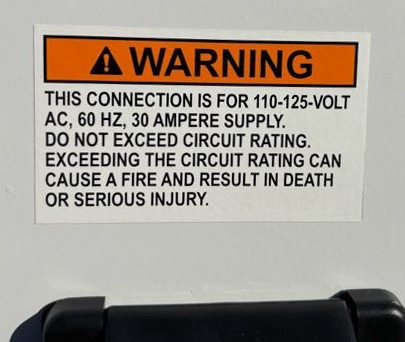 WARNING
THIS CONNECTION IS FOR 110-125-VOLT
AC, 60 HZ, 30 AMPERE SUPPLY.
DO NOT EXCEED CIRCUIT RATING.
EXCEEDING THE CIRCUIT RATING CAN
CAUSE A FIRE AND RESULT IN DEATH
OR SERIOUS INJURY.